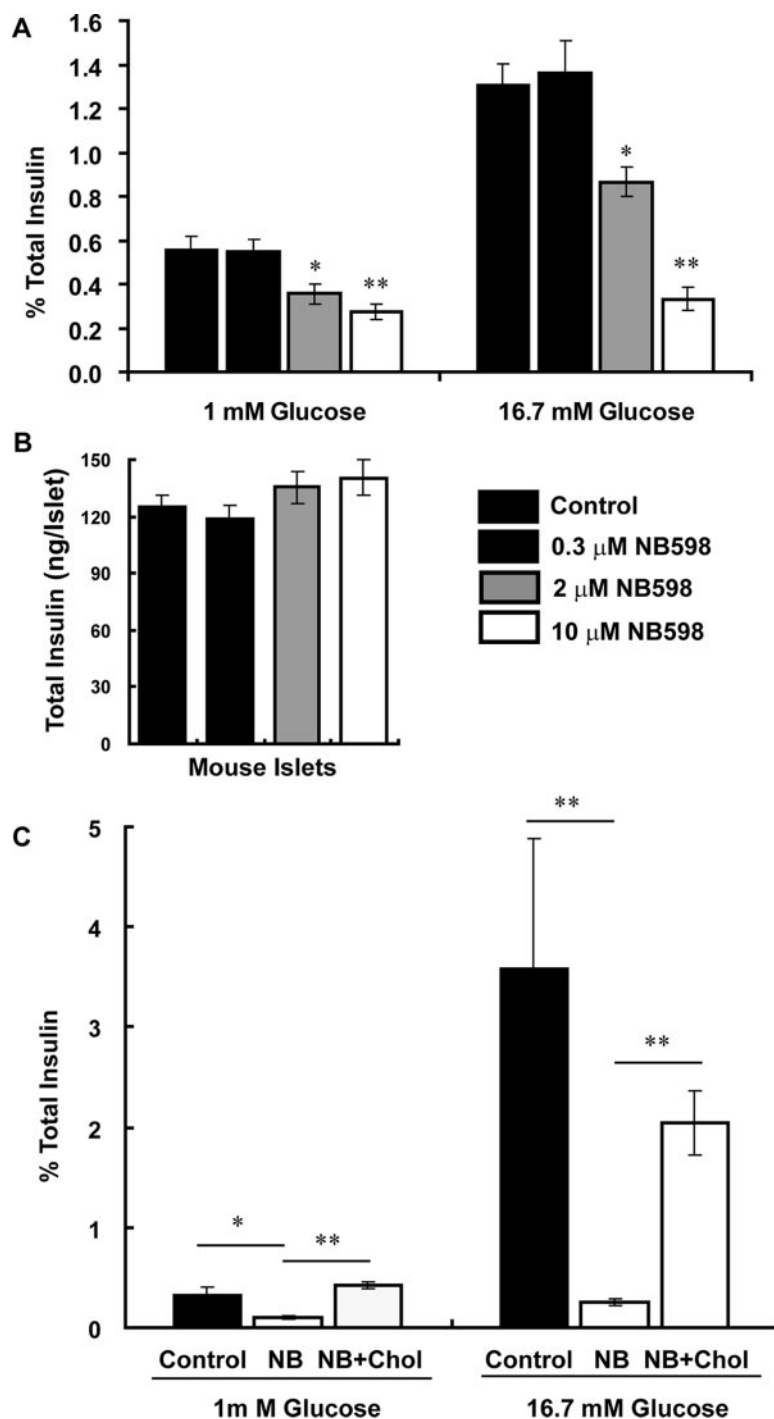 A
% Total Insulin
1.6
1.4
1.2
1.0
0.8
0.6
0.4
0.2
0.0
* ** * **
1 mM Glucose 16.7 mM Glucose
B
Total Insulin (ng/Islet)
150
120
90
60
30
0
Mouse Islets
Control
0.3 μM NB598
2 μM NB598
10 μM NB598
C
% Total Insulin
5
4
3
2
1
0
** **
* **
Control NB NB+Chol Control NB NB+Chol
1m M Glucose 16.7 mM Glucose